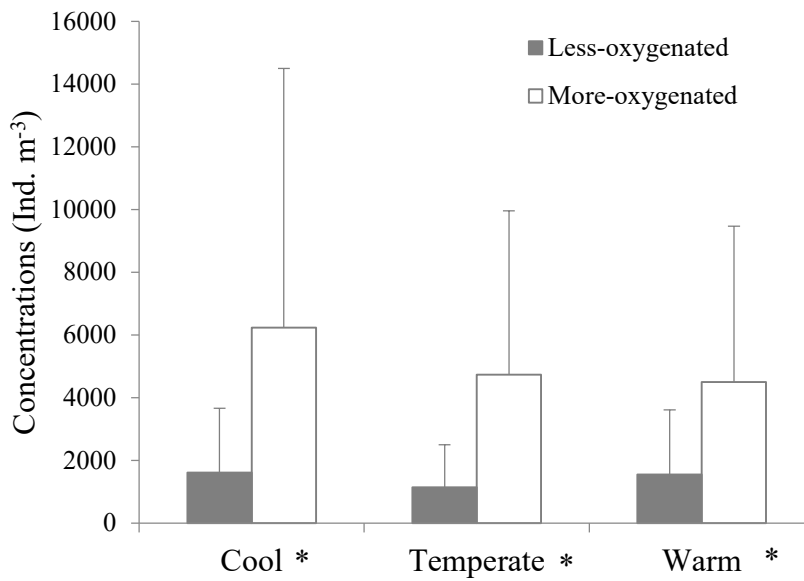 16000
14000
12000
10000
8000
6000
4000
2000
0
Concentrations (Ind. m⁻³)
Less-oxygenated
More-oxygenated
Cool *
Temperate *
Warm *